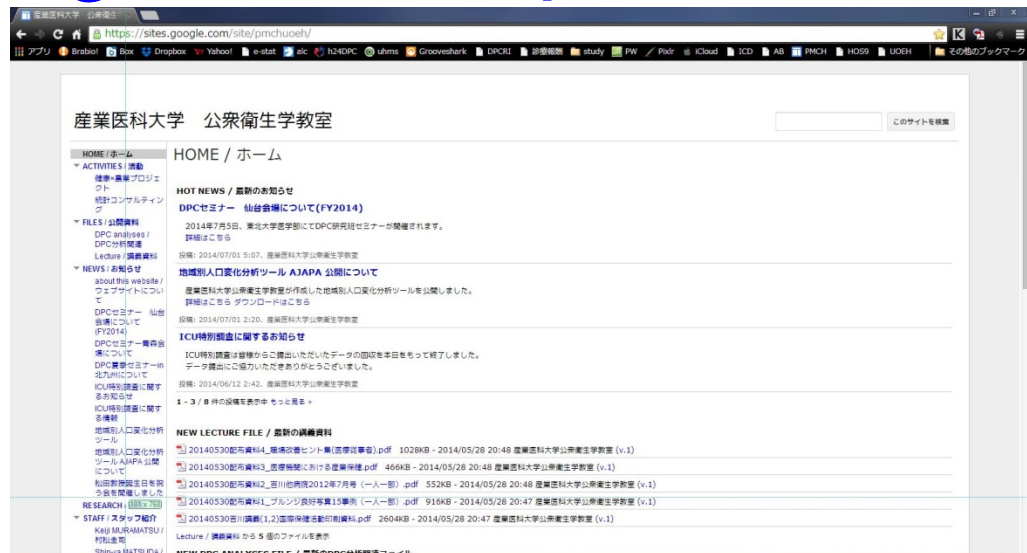 産業医科大学 公衆衛生
https://sites.google.com/site/pmchuoeh/
アプリ Brabio! Box Dropbox Yahoo! e-stat alc h24DPC uhms Grooveshark DPCRI 診療報酬 study PW Pixlr iCloud ICD AB PMCH HOS9 UOEH その他のブックマーク
産業医科大学 公衆衛生学教室
このサイトを検索
HOME / ホーム
ACTIVITIES / 活動
健康×農業プロジェ
クト
統計コンサルティン
グ
FILES / 公開資料
DPC analyses /
DPC分析関連
Lecture / 講義資料
NEWS / お知らせ
about this website /
ウェブサイトについ
て
DPCセミナー 仙台
会場について
(FY2014)
DPCセミナー青森会
場について
DPC夏季セミナーin
北九州について
ICU特別調査に関す
るお知らせ
ICU特別調査に関す
る情報
地域別人口変化分析
ツール
地域別人口変化分析
ツール AJAPA 公開
について
松田教授誕生日を祝
う会を開催しました
RESEARCH /
STAFF / スタッフ紹介
Keiji MURAMATSU /
村松圭司
Shin-ya MATSUDA /
HOME / ホーム
HOT NEWS / 最新のお知らせ
DPCセミナー 仙台会場について(FY2014)
2014年7月5日、東北大学医学部にてDPC研究班セミナーが開催されます。
詳細はこちら
投稿: 2014/07/01 5:07、産業医科大学公衆衛生学教室
地域別人口変化分析ツール AJAPA 公開について
産業医科大学公衆衛生学教室が作成した地域別人口変化分析ツールを公開しました。
詳細はこちら ダウンロードはこちら
投稿: 2014/07/01 2:20、産業医科大学公衆衛生学教室
ICU特別調査に関するお知らせ
ICU特別調査は皆様からご提出いただいたデータの回収を本日をもって終了しました。
データ提出にご協力いただきありがとうございました。
投稿: 2014/06/12 2:42、産業医科大学公衆衛生学教室
1 - 3 / 8 件の投稿を表示中 もっと見る »
NEW LECTURE FILE / 最新の講義資料
20140530配布資料4_職場改善ヒント集(医療従事者).pdf 1028KB - 2014/05/28 20:48 産業医科大学公衆衛生学教室 (v.1)
20140530配布資料3_医療機関における産業保健.pdf 466KB - 2014/05/28 20:48 産業医科大学公衆衛生学教室 (v.1)
20140530配布資料2_吉川他病院2012年7月号（一人一部）.pdf 552KB - 2014/05/28 20:48 産業医科大学公衆衛生学教室 (v.1)
20140530配布資料1_ブルンジ良好写真15事例（一人一部）.pdf 916KB - 2014/05/28 20:47 産業医科大学公衆衛生学教室 (v.1)
20140530吉川講義(1,2)国際保健活動印刷資料.pdf 2604KB - 2014/05/28 20:47 産業医科大学公衆衛生学教室 (v.1)
Lecture / 講義資料 から 5 個のファイルを表示
NEW DPC ANALYSES FILE / 最新のDPC分析関連ファイル